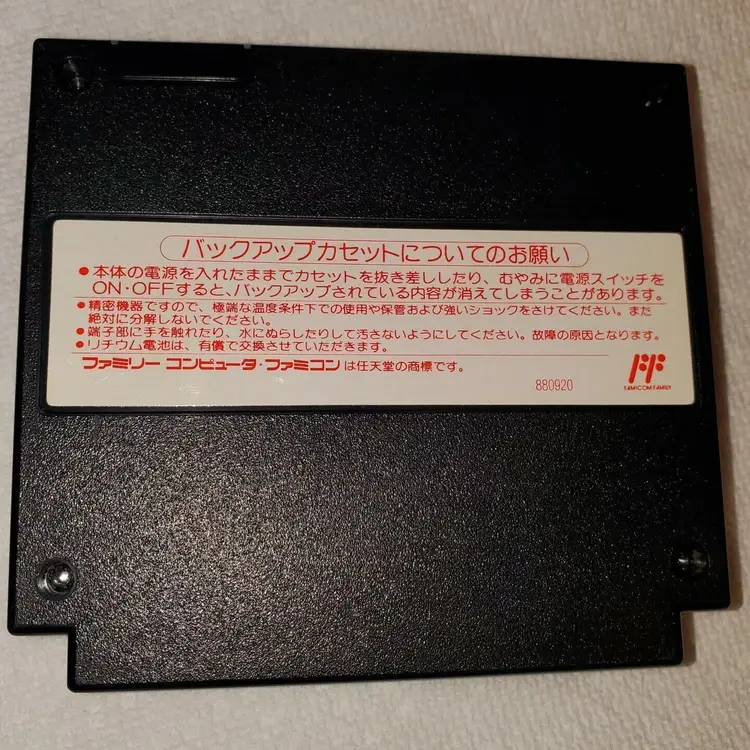 バックアップカセットについてのお願い
●本体の電源を入れたままでカセットを抜き差ししたり、むやみに電源スイッチを
ON・OFFすると、バックアップされている内容が消えてしまうことがあります。
●精密機器ですので、極端な温度条件下での使用や保管および強いショックをさけてください。また
絶対に分解しないでください。
●端子部に手を触れたり、水にぬらしたりして汚さないようにしてください。故障の原因となります。
●リチウム電池は、有償で交換させていただきます。
ファミリー コンピュータ・ファミコン は任天堂の商標です。
FF
FAMICOM FAMILY
880920